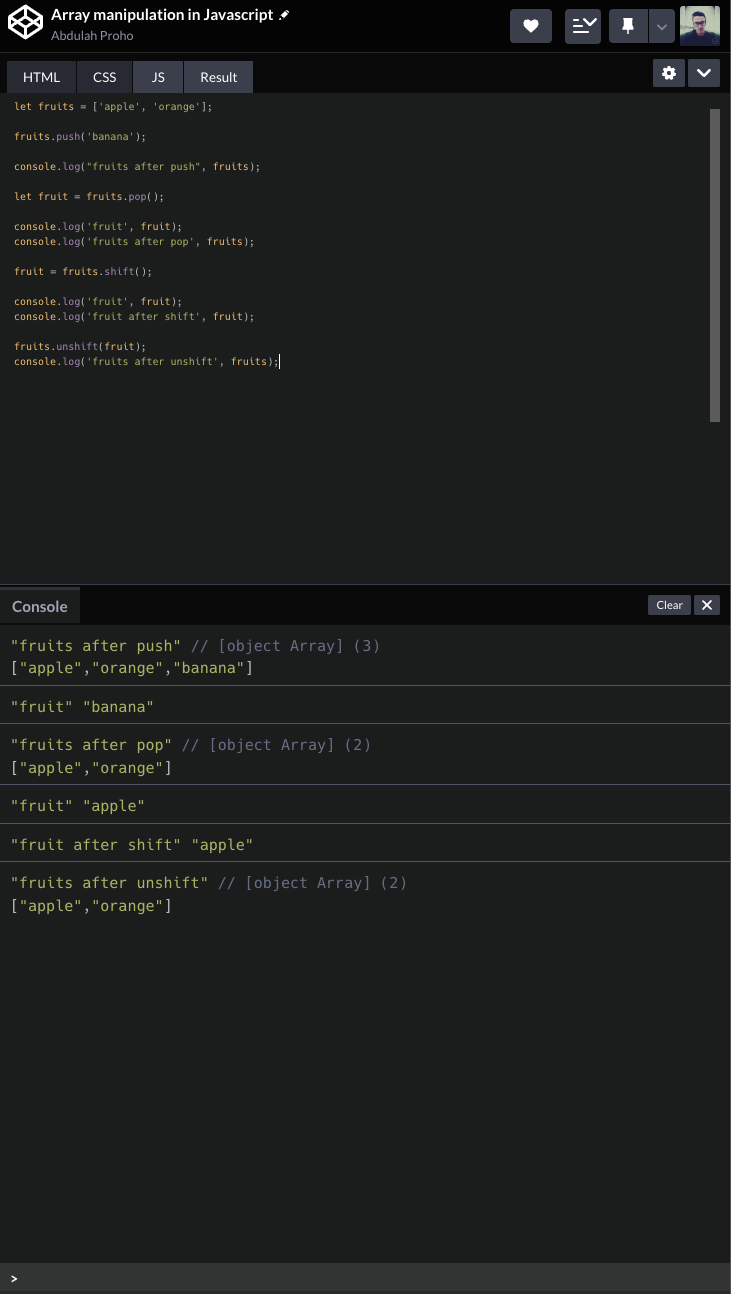 Array manipulation in Javascript
Abdulah Proho
HTML CSS JS Result
let fruits = ['apple', 'orange'];
fruits.push('banana');
console.log("fruits after push", fruits);
let fruit = fruits.pop();
console.log('fruit', fruit);
console.log('fruits after pop', fruits);
fruit = fruits.shift();
console.log('fruit', fruit);
console.log('fruit after shift', fruit);
fruits.unshift(fruit);
console.log('fruits after unshift', fruits);
Console Clear
"fruits after push" // [object Array] (3)
["apple","orange","banana"]
"fruit" "banana"
"fruits after pop" // [object Array] (2)
["apple","orange"]
"fruit" "apple"
"fruit after shift" "apple"
"fruits after unshift" // [object Array] (2)
["apple","orange"]
>